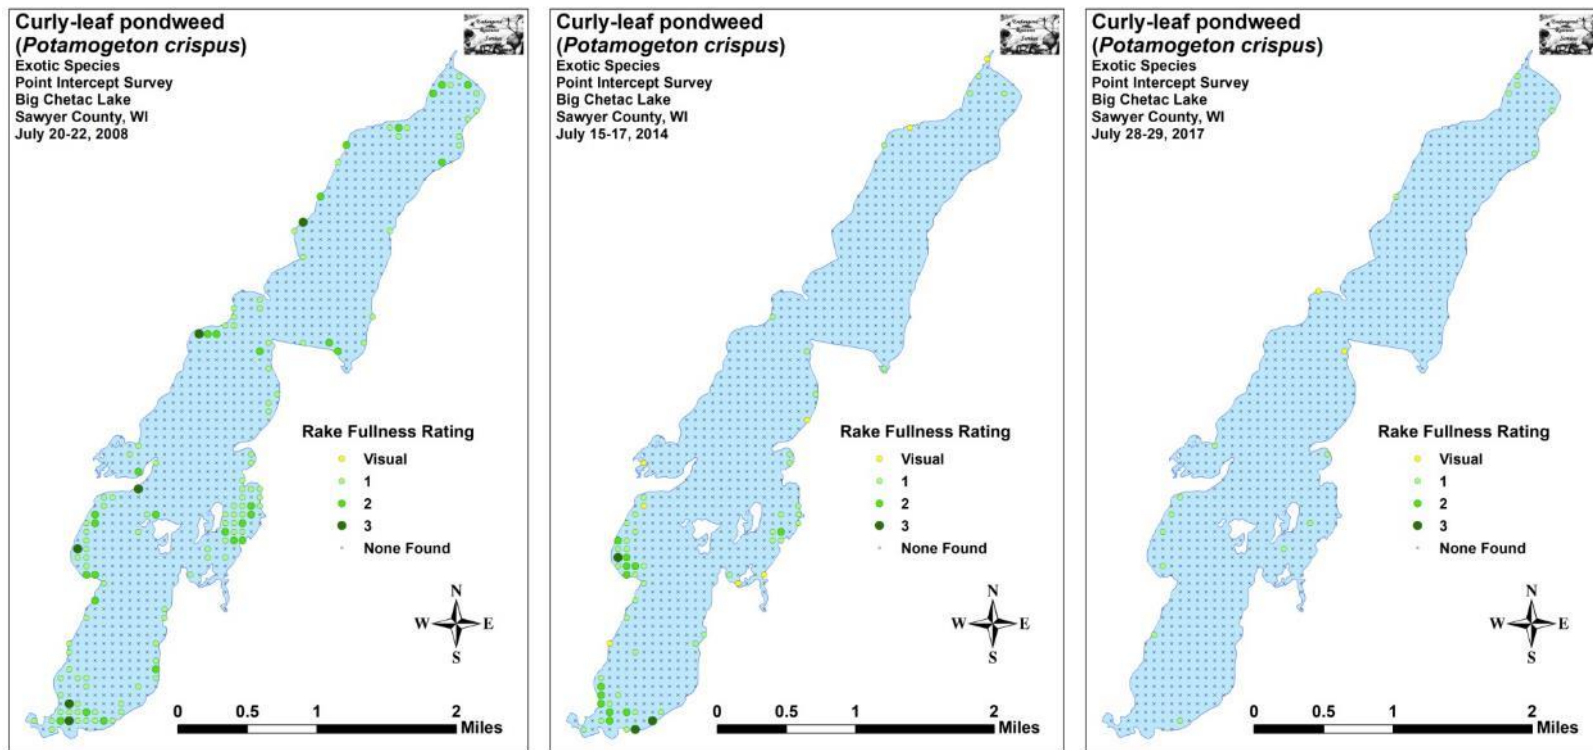 Curly-leaf pondweed
(Potamogeton crispus)
Exotic Species
Point Intercept Survey
Big Chetac Lake
Sawyer County, WI
July 20-22, 2008
Rake Fullness Rating
Visual
1
2
3
None Found
N
W E
S
0 0.5 1 2
Miles
Curly-leaf pondweed
(Potamogeton crispus)
Exotic Species
Point Intercept Survey
Big Chetac Lake
Sawyer County, WI
July 15-17, 2014
Rake Fullness Rating
Visual
1
2
3
None Found
N
W E
S
0 0.5 1 2
Miles
Curly-leaf pondweed
(Potamogeton crispus)
Exotic Species
Point Intercept Survey
Big Chetac Lake
Sawyer County, WI
July 28-29, 2017
Rake Fullness Rating
Visual
1
2
3
None Found
N
W E
S
0 0.5 1 2
Miles